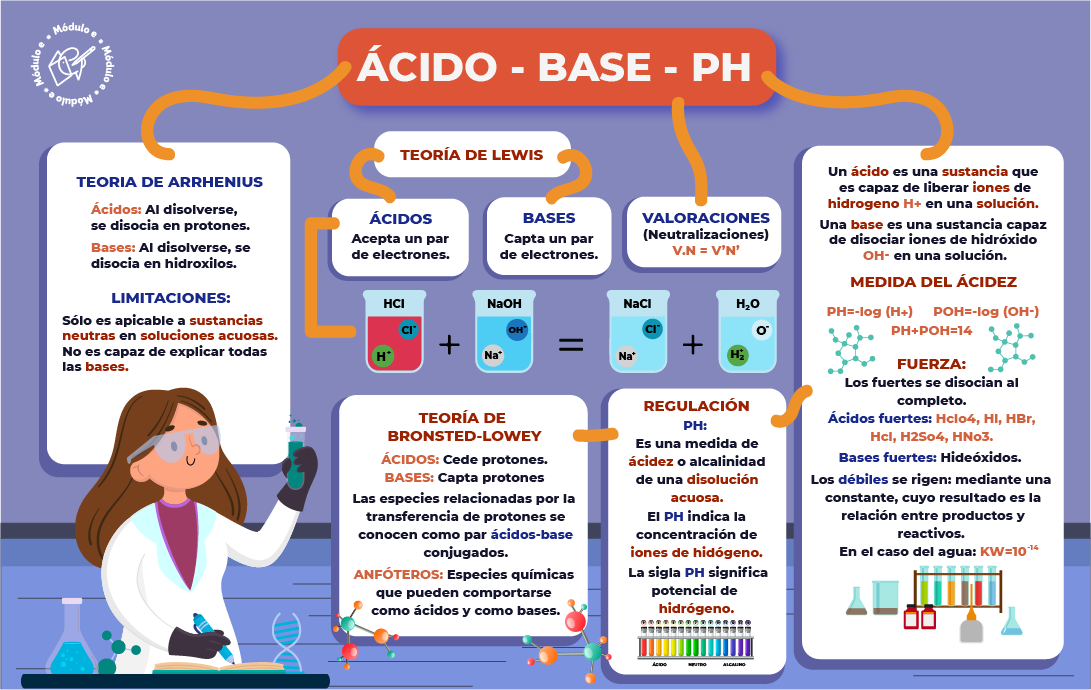 Módulo e • Módulo e • Módulo e • Módulo e •
ÁCIDO - BASE - PH
TEORIA DE ARRHENIUS
Ácidos: Al disolverse,
se disocia en protones.
Bases: Al disolverse, se
disocia en hidroxilos.
LIMITACIONES:
Sólo es apicable a sustancias
neutras en soluciones acuosas.
No es capaz de explicar todas
las bases.
TEORÍA DE LEWIS
ÁCIDOS
Acepta un par
de electrones.
BASES
Capta un par
de electrones.
VALORACIONES
(Neutralizaciones)
V.N = V'N'
HCl
Cl⁻
H⁺
+
NaOH
OH⁻
Na⁺
=
NaCl
Cl⁻
Na⁺
+
H₂O
O⁻
H₂⁺
TEORÍA DE
BRONSTED-LOWEY
ÁCIDOS: Cede protones.
BASES: Capta protones
Las especies relacionadas por la
transferencia de protones se
conocen como par ácidos-base
conjugados.
ANFÓTEROS: Especies químicas
que pueden comportarse
como ácidos y como bases.
REGULACIÓN
PH:
Es una medida de
ácidez o alcalinidad
de una disolución
acuosa.
El PH indica la
concentración de
iones de hidógeno.
La sigla PH significa
potencial de
hidrógeno.
ÁCIDO NEUTRO ALCALINO
Un ácido es una sustancia que
es capaz de liberar iones de
hidrogeno H+ en una solución.
Una base es una sustancia capaz
de disociar iones de hidróxido
OH- en una solución.
MEDIDA DEL ÁCIDEZ
PH=-log (H+) POH=-log (OH-)
PH+POH=14
FUERZA:
Los fuertes se disocian al
completo.
Ácidos fuertes: Hclo4, HI, HBr,
Hcl, H2So4, HNo3.
Bases fuertes: Hideóxidos.
Los débiles se rigen: mediante una
constante, cuyo resultado es la
relación entre productos y
reactivos.
En el caso del agua: KW=10⁻¹⁴